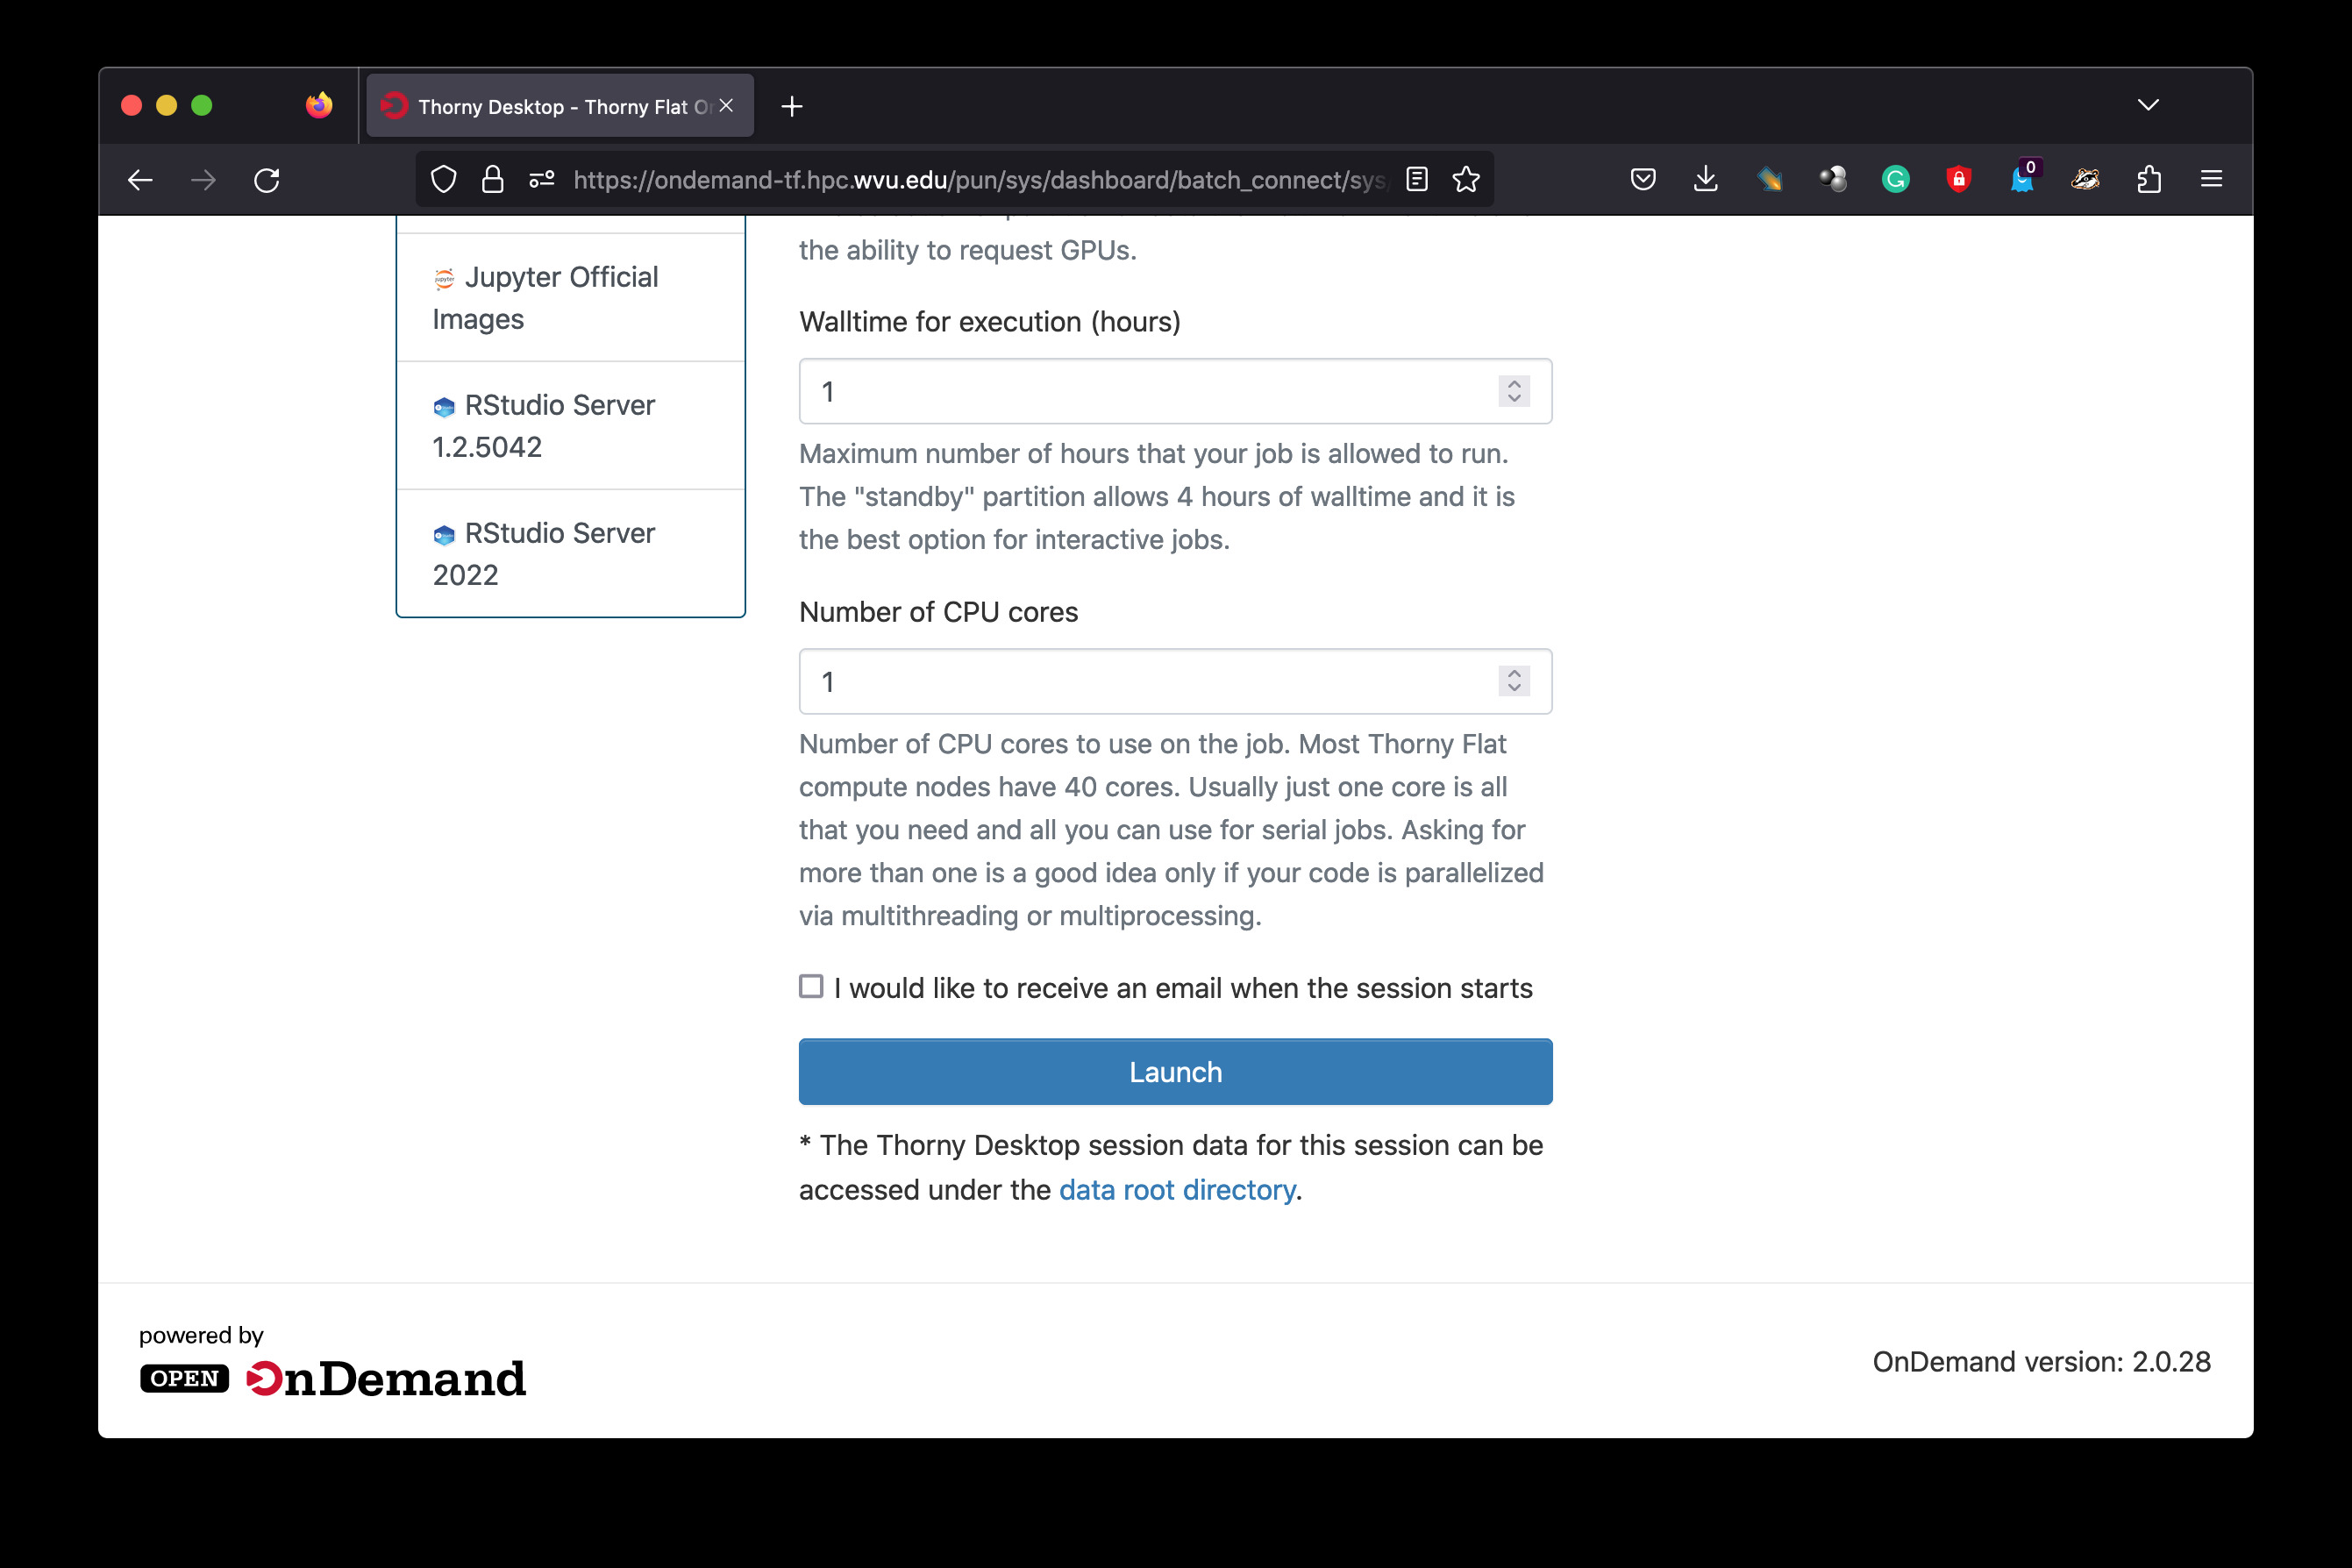 Thorny Desktop - Thorny Flat O
https://ondemand-tf.hpc.wvu.edu/pun/sys/dashboard/batch_connect/sys
0
the ability to request GPUs.
Jupyter Official
Images
RStudio Server
1.2.5042
RStudio Server
2022
Walltime for execution (hours)
1
Maximum number of hours that your job is allowed to run.
The "standby" partition allows 4 hours of walltime and it is
the best option for interactive jobs.
Number of CPU cores
1
Number of CPU cores to use on the job. Most Thorny Flat
compute nodes have 40 cores. Usually just one core is all
that you need and all you can use for serial jobs. Asking for
more than one is a good idea only if your code is parallelized
via multithreading or multiprocessing.
I would like to receive an email when the session starts
Launch
* The Thorny Desktop session data for this session can be
accessed under the data root directory.
powered by
OPEN OnDemand
OnDemand version: 2.0.28